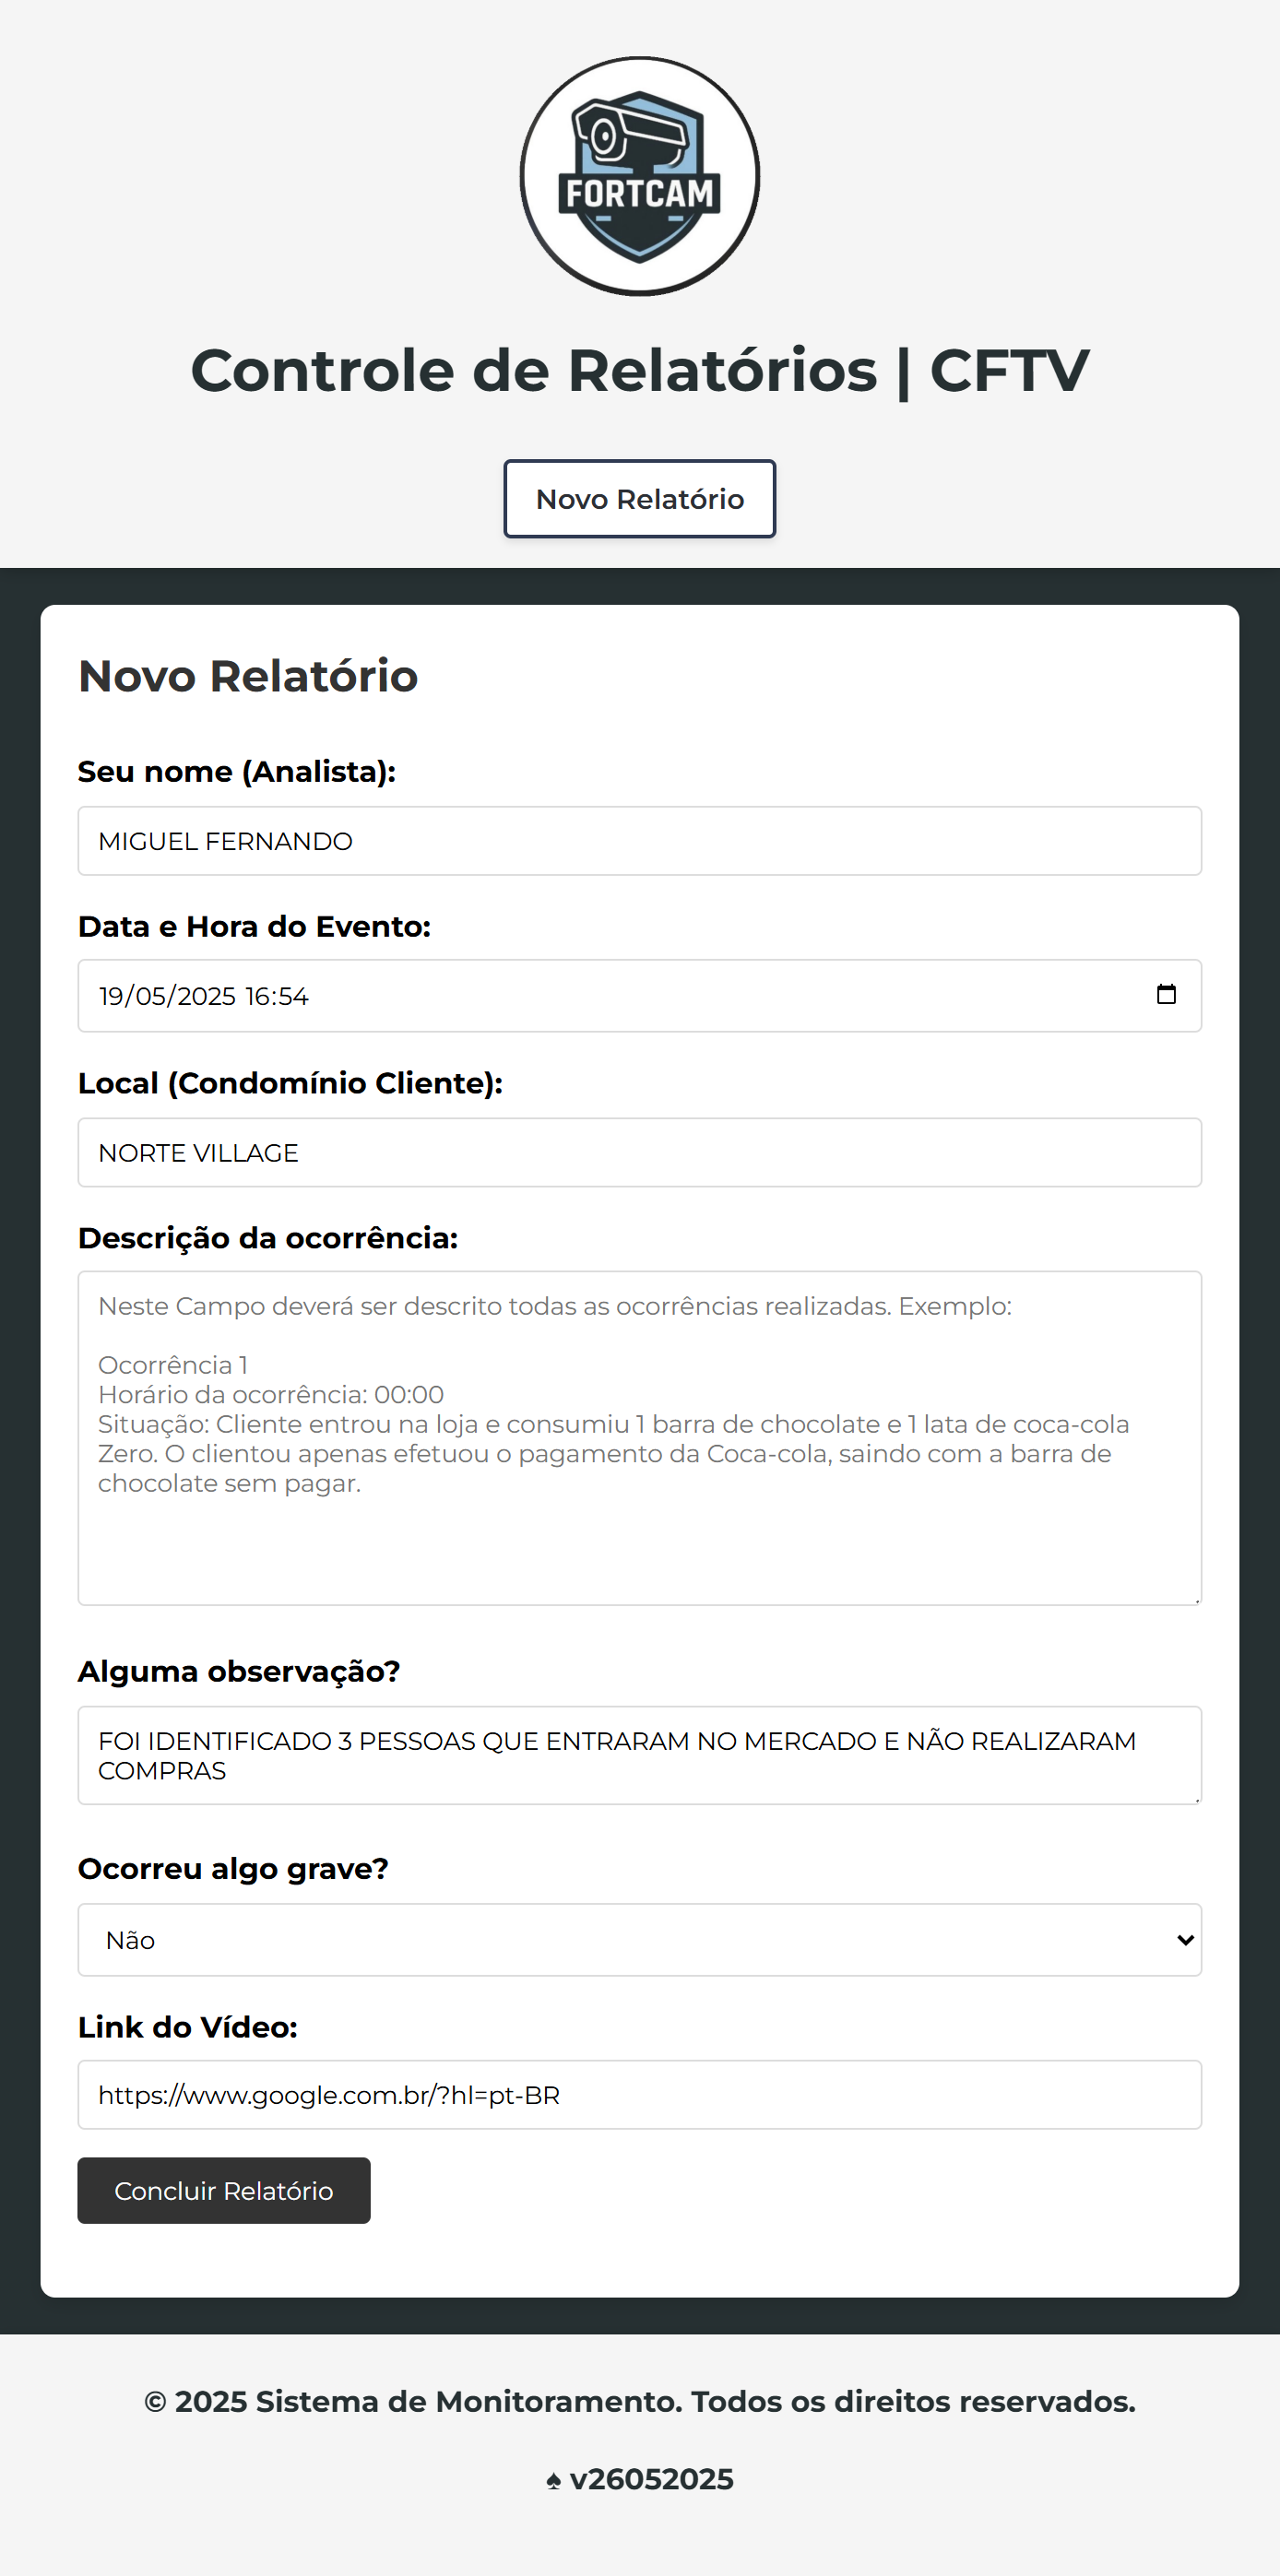 FORTCAM
Controle de Relatórios | CFTV
Novo Relatório
Novo Relatório
Seu nome (Analista):
MIGUEL FERNANDO
Data e Hora do Evento:
19/05/2025 16:54
Local (Condomínio Cliente):
NORTE VILLAGE
Descrição da ocorrência:
Neste Campo deverá ser descrito todas as ocorrências realizadas. Exemplo:
Ocorrência 1
Horário da ocorrência: 00:00
Situação: Cliente entrou na loja e consumiu 1 barra de chocolate e 1 lata de coca-cola
Zero. O clientou apenas efetuou o pagamento da Coca-cola, saindo com a barra de
chocolate sem pagar.
Alguma observação?
FOI IDENTIFICADO 3 PESSOAS QUE ENTRARAM NO MERCADO E NÃO REALIZARAM
COMPRAS
Ocorreu algo grave?
Não
Link do Vídeo:
https://www.google.com.br/?hl=pt-BR
Concluir Relatório
© 2025 Sistema de Monitoramento. Todos os direitos reservados.
♠ v26052025